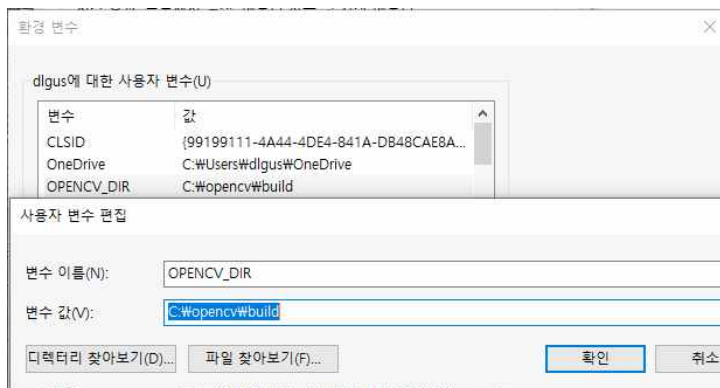 환경 변수
dlgus에 대한 사용자 변수(U)
변수 값
CLSID {99199111-4A44-4DE4-841A-DB48CAE8A...
OneDrive C:₩Users₩dlgus₩OneDrive
OPENCV_DIR C:₩opencv₩build
사용자 변수 편집
변수 이름(N): OPENCV_DIR
변수 값(V): C:₩opencv₩build
디렉터리 찾아보기(D)... 파일 찾아보기(F)... 확인 취소